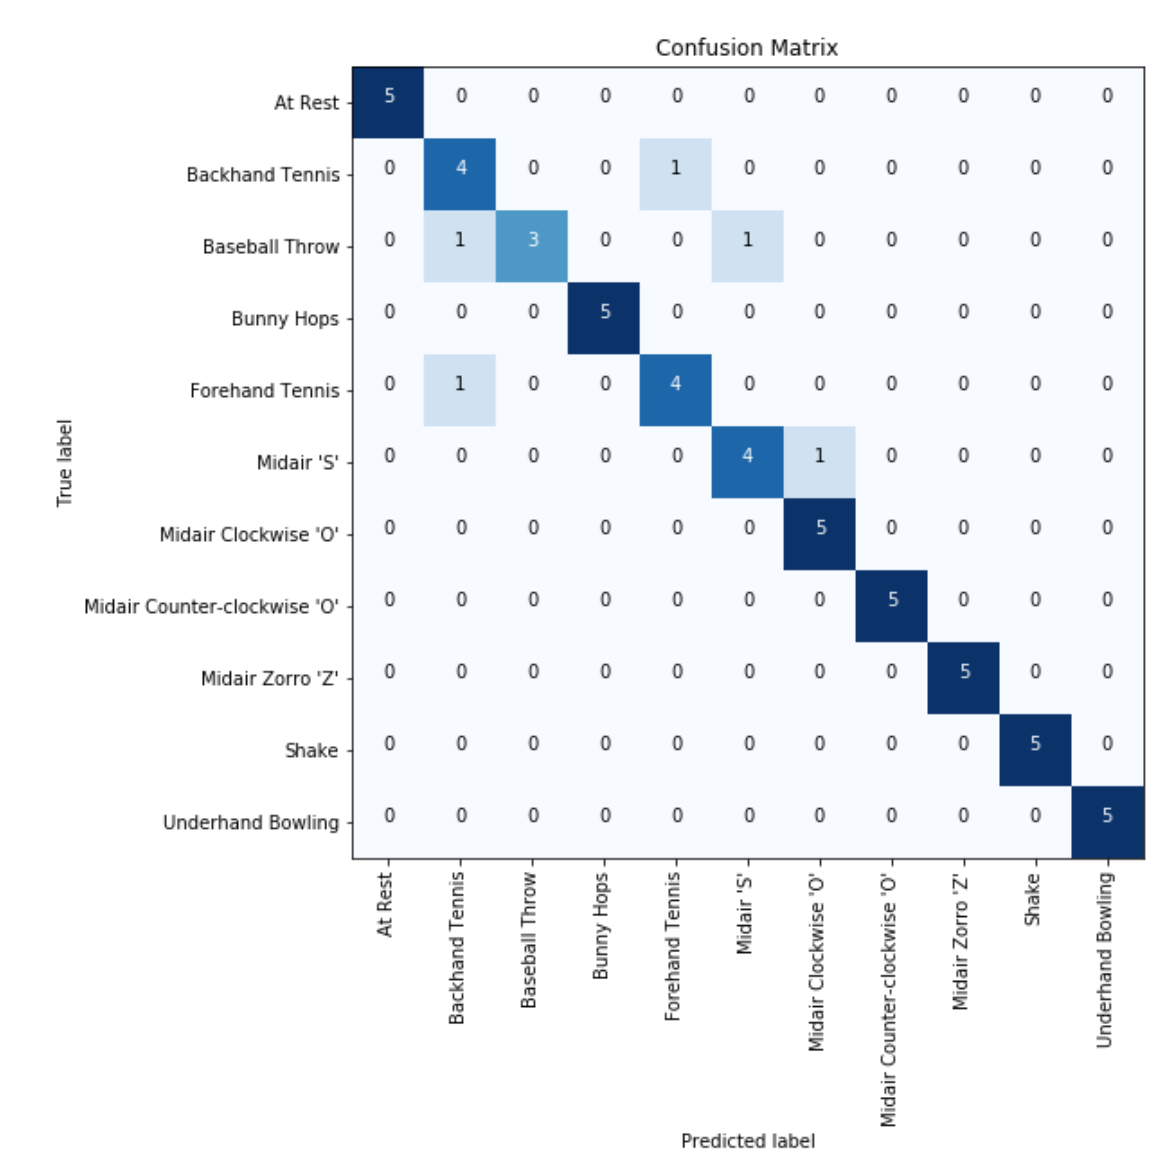 Confusion Matrix
At Rest 5 0 0 0 0 0 0 0 0 0 0
Backhand Tennis 0 4 0 0 1 0 0 0 0 0 0
Baseball Throw 0 1 3 0 0 1 0 0 0 0 0
Bunny Hops 0 0 0 5 0 0 0 0 0 0 0
Forehand Tennis 0 1 0 0 4 0 0 0 0 0 0
Midair 'S' 0 0 0 0 0 4 1 0 0 0 0
Midair Clockwise 'O' 0 0 0 0 0 0 5 0 0 0 0
Midair Counter-clockwise 'O' 0 0 0 0 0 0 0 5 0 0 0
Midair Zorro 'Z' 0 0 0 0 0 0 0 0 5 0 0
Shake 0 0 0 0 0 0 0 0 0 5 0
Underhand Bowling 0 0 0 0 0 0 0 0 0 0 5
True label
At Rest
Backhand Tennis
Baseball Throw
Bunny Hops
Forehand Tennis
Midair 'S'
Midair Clockwise 'O'
Midair Counter-clockwise 'O'
Midair Zorro 'Z'
Shake
Underhand Bowling
Predicted label